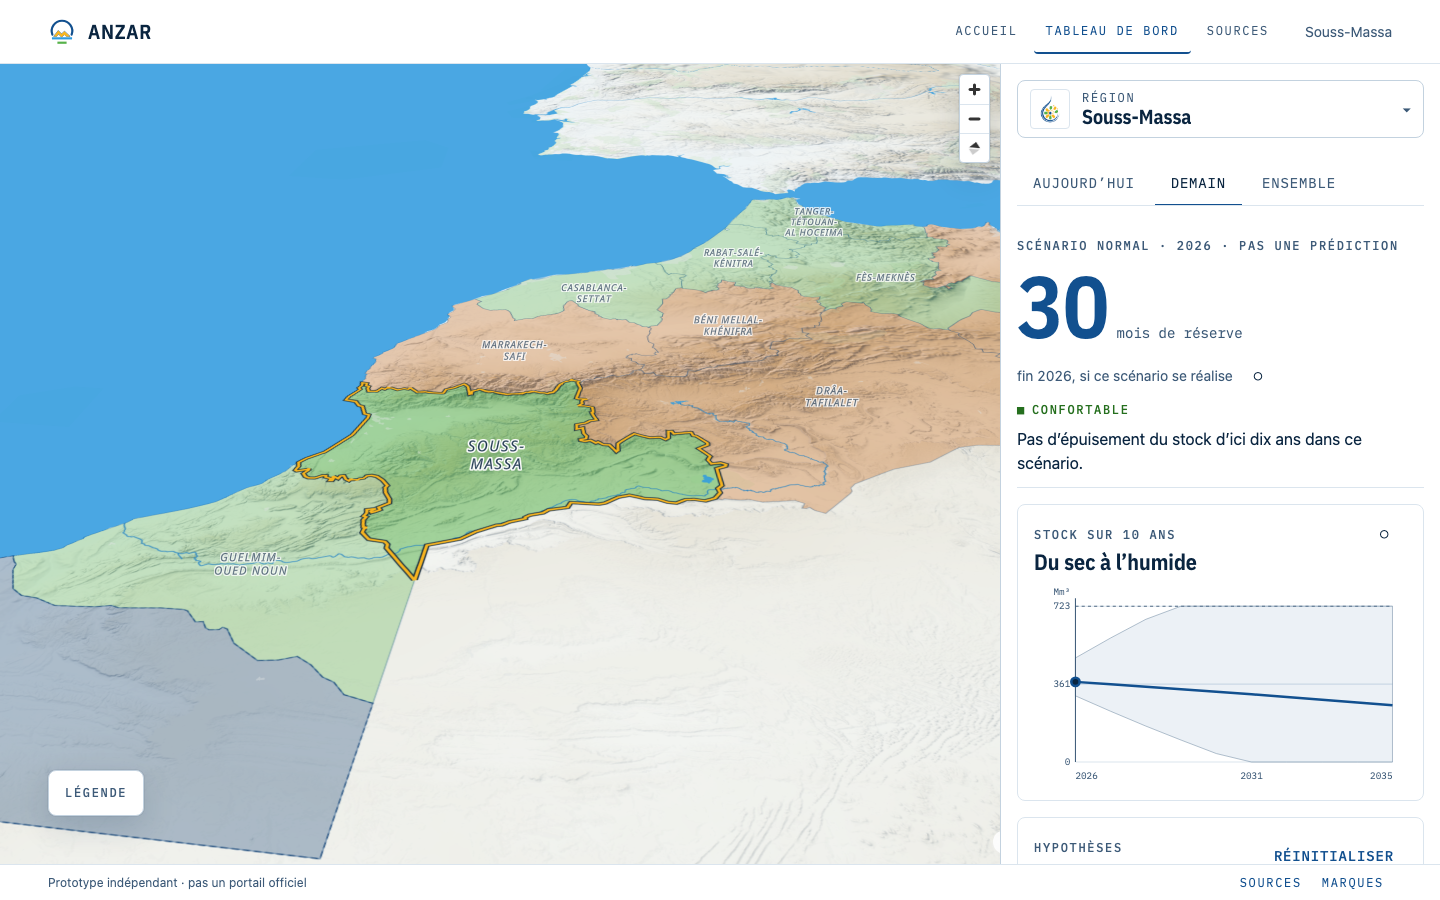 ANZAR
ACCUEIL TABLEAU DE BORD SOURCES Souss-Massa
TANGER-
TÉTOUAN-
AL HOCEIMA
RABAT-SALÉ-
KÉNITRA
FÈS-MEKNÈS
CASABLANCA-
SETTAT
BÉNI MELLAL-
KHÉNIFRA
MARRAKECH-
SAFI
DRÂA-
TAFILALET
SOUSS-
MASSA
GUELMIM-
OUED NOUN
LÉGENDE
RÉGION
Souss-Massa
AUJOURD’HUI DEMAIN ENSEMBLE
SCÉNARIO NORMAL · 2026 · PAS UNE PRÉDICTION
30 mois de réserve
fin 2026, si ce scénario se réalise
CONFORTABLE
Pas d’épuisement du stock d’ici dix ans dans ce
scénario.
STOCK SUR 10 ANS
Du sec à l’humide
Mm³
723
361
0
2026 2031 2035
HYPOTHÈSES
RÉINITIALISER
Prototype indépendant · pas un portail officiel
SOURCES MARQUES